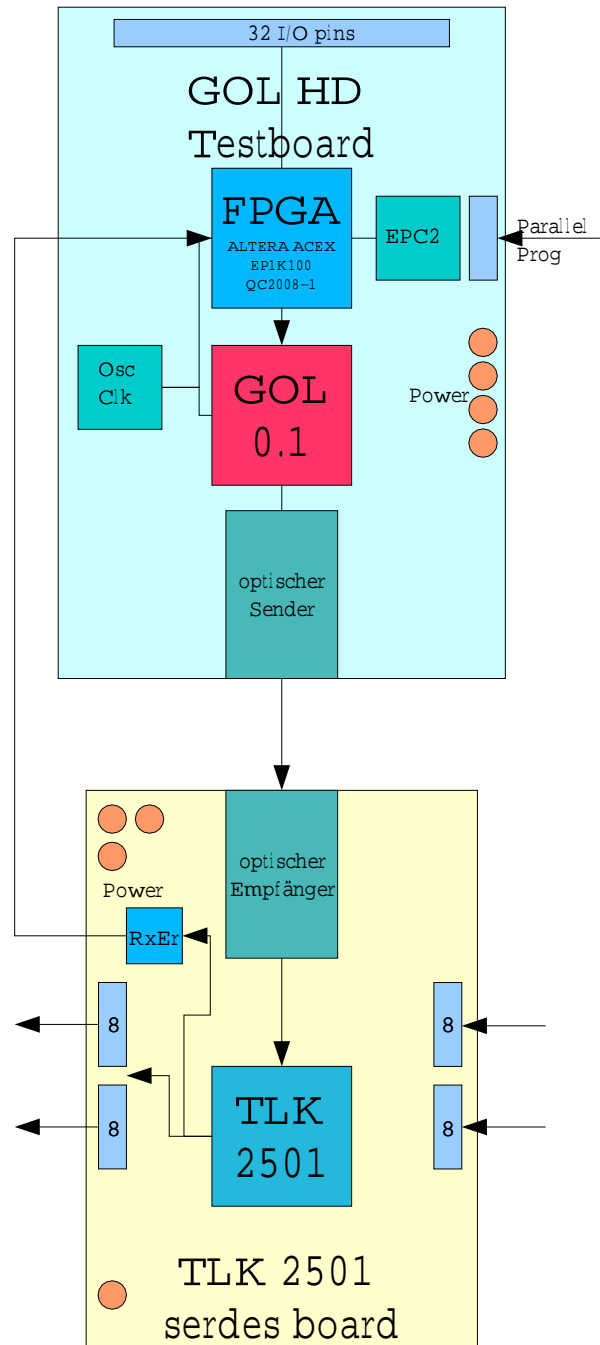 32 I/O pins
GOL HD
Testboard
FPGA
ALTERA ACEX
EP1K100
QC2008-1
EPC2
Parallel
Prog
Osc
Clk
GOL
0.1
Power
optischer
Sender
optischer
Empfänger
Power
RxEr
8
8
8
8
TLK
2501
TLK 2501
serdes board